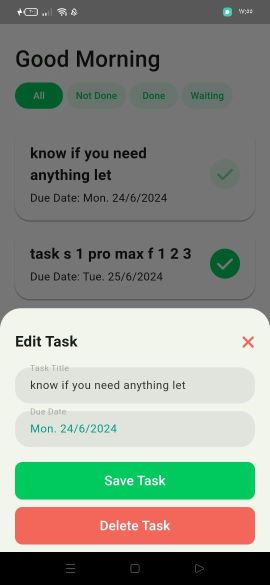 Good Morning
All Not Done Done Waiting
know if you need
anything let
Due Date: Mon. 24/6/2024
task s 1 pro max f 1 2 3
Due Date: Tue. 25/6/2024
Edit Task
Task Title
know if you need anything let
Due Date
Mon. 24/6/2024
Save Task
Delete Task